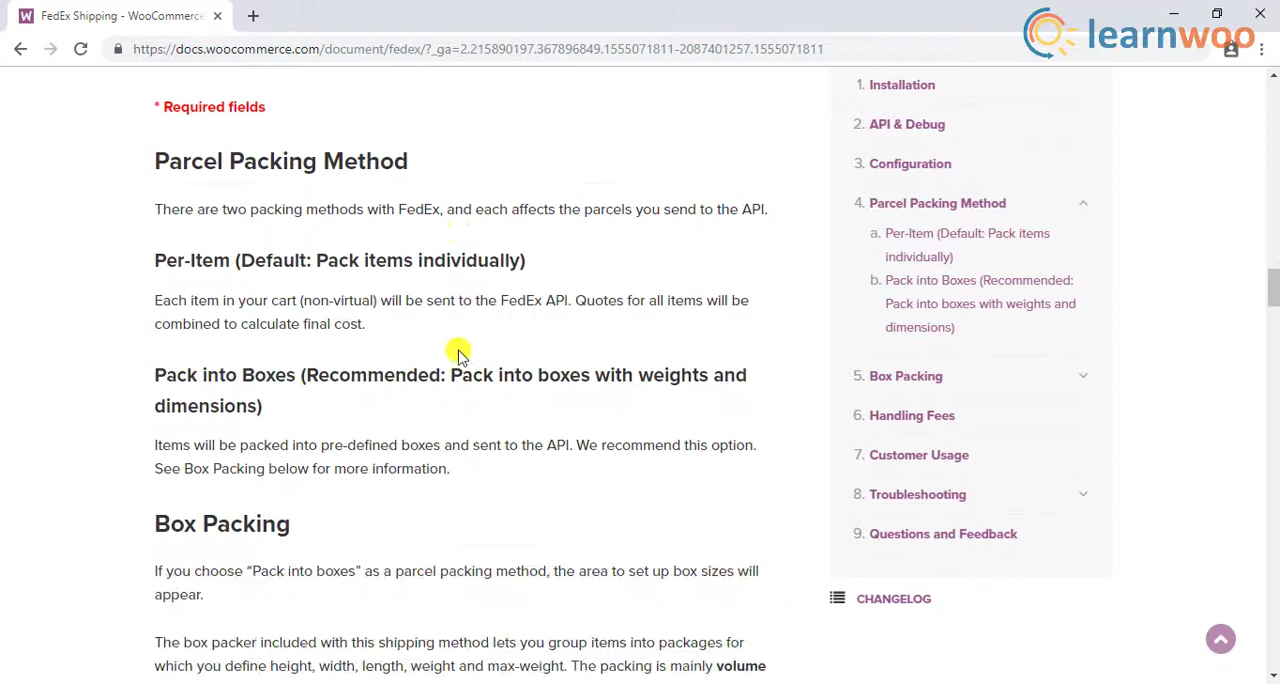 W FedEx Shipping - WooCommerce
https://docs.woocommerce.com/document/fedex/?_ga=2.215890197.367896849.1555071811-2087401257.1555071811
learnwoo
* Required fields
Parcel Packing Method
There are two packing methods with FedEx, and each affects the parcels you send to the API.
Per-Item (Default: Pack items individually)
Each item in your cart (non-virtual) will be sent to the FedEx API. Quotes for all items will be
combined to calculate final cost.
Pack into Boxes (Recommended: Pack into boxes with weights and
dimensions)
Items will be packed into pre-defined boxes and sent to the API. We recommend this option.
See Box Packing below for more information.
Box Packing
If you choose “Pack into boxes” as a parcel packing method, the area to set up box sizes will
appear.
The box packer included with this shipping method lets you group items into packages for
which you define height, width, length, weight and max-weight. The packing is mainly volume
1. Installation
2. API & Debug
3. Configuration
4. Parcel Packing Method
a. Per-Item (Default: Pack items
individually)
b. Pack into Boxes (Recommended:
Pack into boxes with weights and
dimensions)
5. Box Packing
6. Handling Fees
7. Customer Usage
8. Troubleshooting
9. Questions and Feedback
CHANGELOG